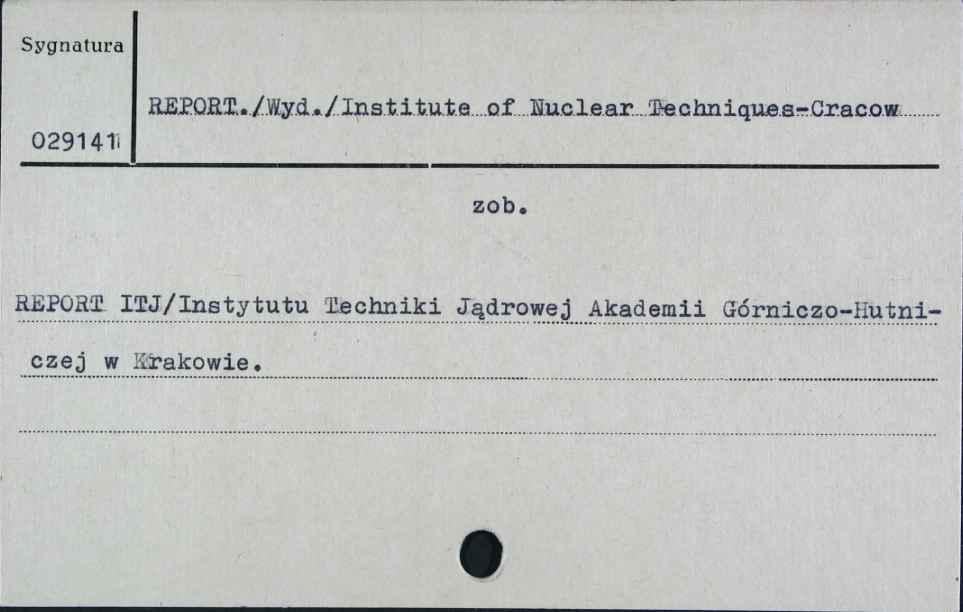 Sygnatura
REPORT./Wyd./Institute of Nuclear Techniques-Cracow
029141
zob.
REPORT ITJ/Instytutu Techniki Jądrowej Akademii Górniczo-Hutni-
czej w Krakowie.